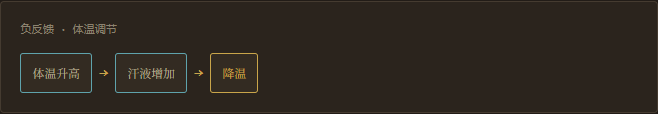 负反馈 · 体温调节
体温升高 → 汗液增加 → 降温